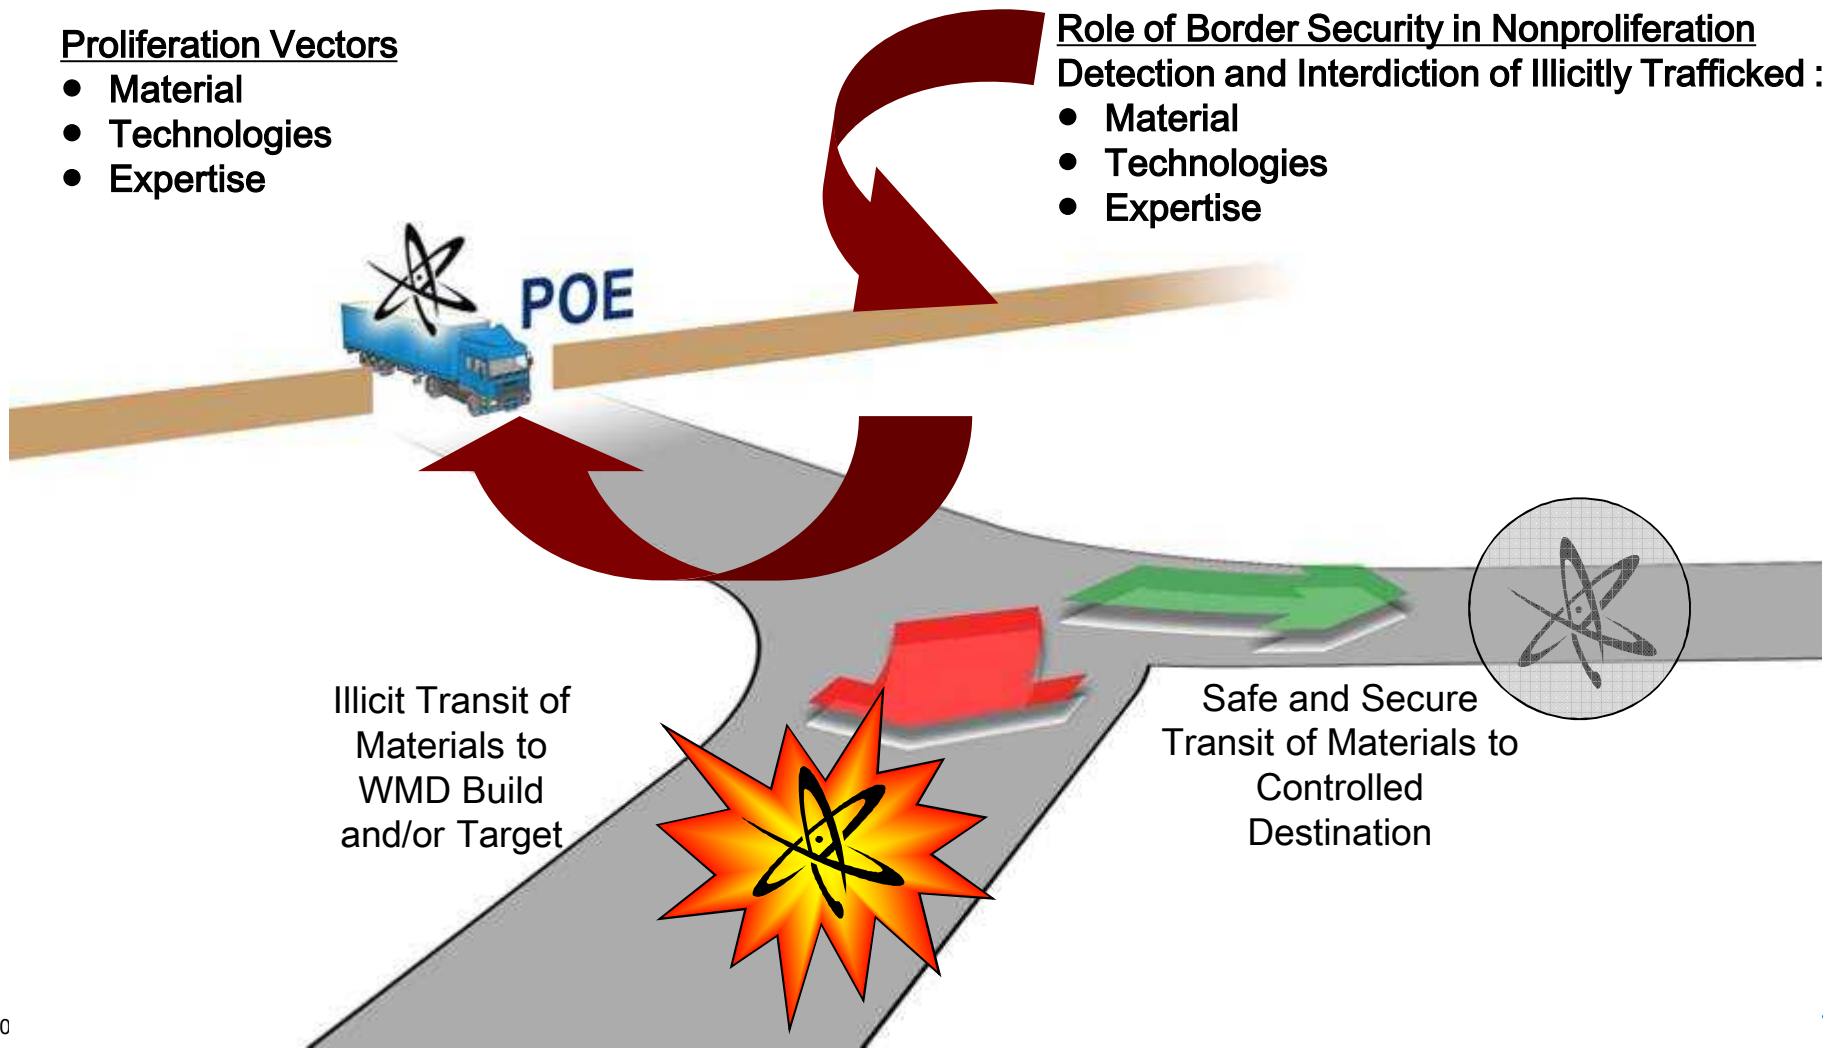 Proliferation Vectors
● Material
● Technologies
● Expertise
Role of Border Security in Nonproliferation
Detection and Interdiction of Illicitly Trafficked :
● Material
● Technologies
● Expertise
POE
Illicit Transit of
Materials to
WMD Build
and/or Target
Safe and Secure
Transit of Materials to
Controlled
Destination
0